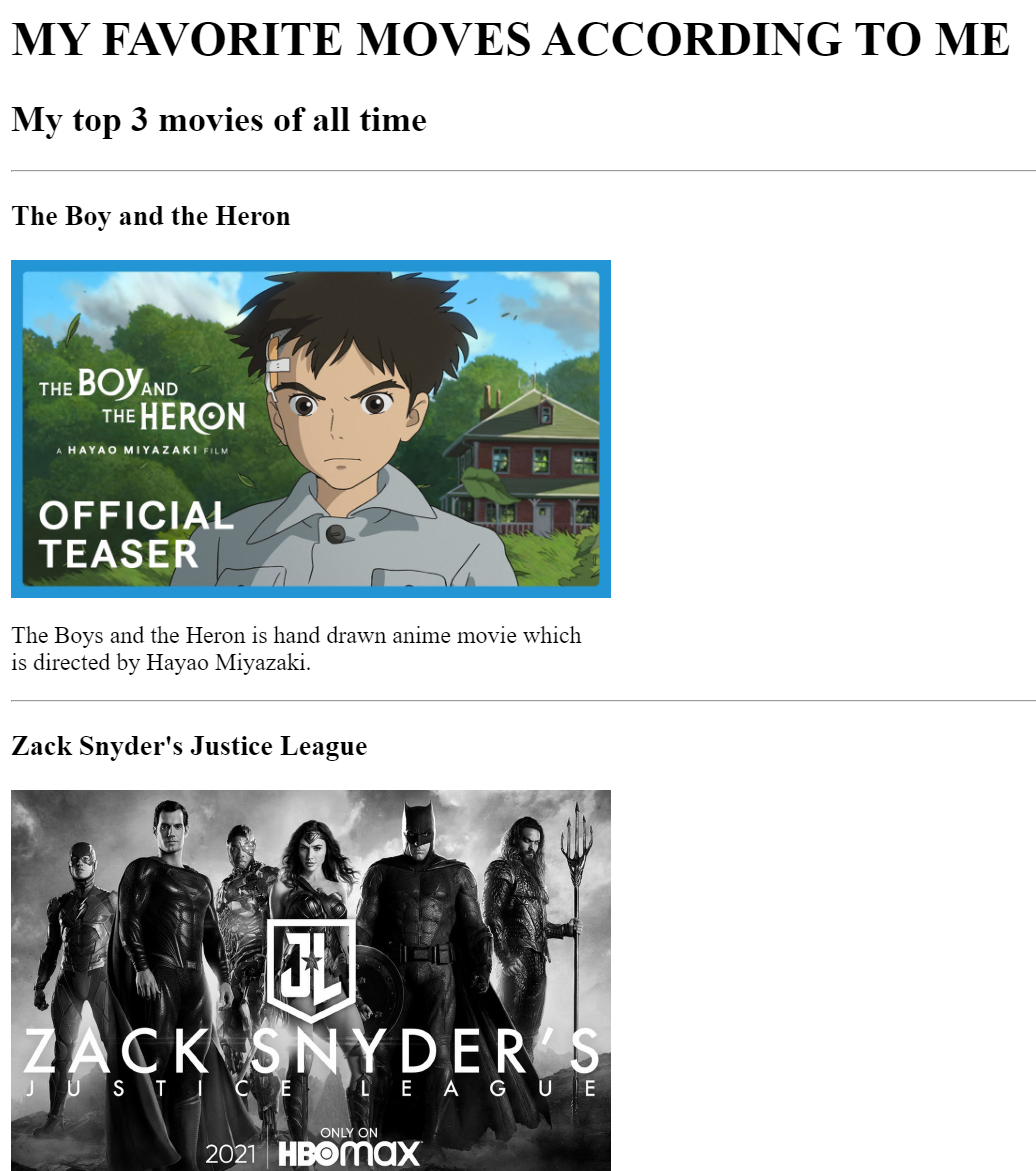 MY FAVORITE MOVES ACCORDING TO ME
My top 3 movies of all time
The Boy and the Heron
THE BOY AND
THE HERON
A HAYAO MIYAZAKI FILM
OFFICIAL
TEASER
The Boys and the Heron is hand drawn anime movie which
is directed by Hayao Miyazaki.
Zack Snyder's Justice League
JL
ZACK SNYDER'S
JUSTICE LEAGUE
ONLY ON
2021 HBOMAX